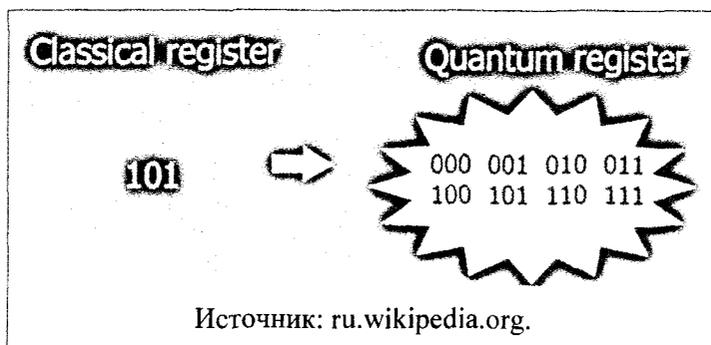 Classical register
Quantum register
101
000 001 010 011
100 101 110 111
Источник: ru.wikipedia.org.